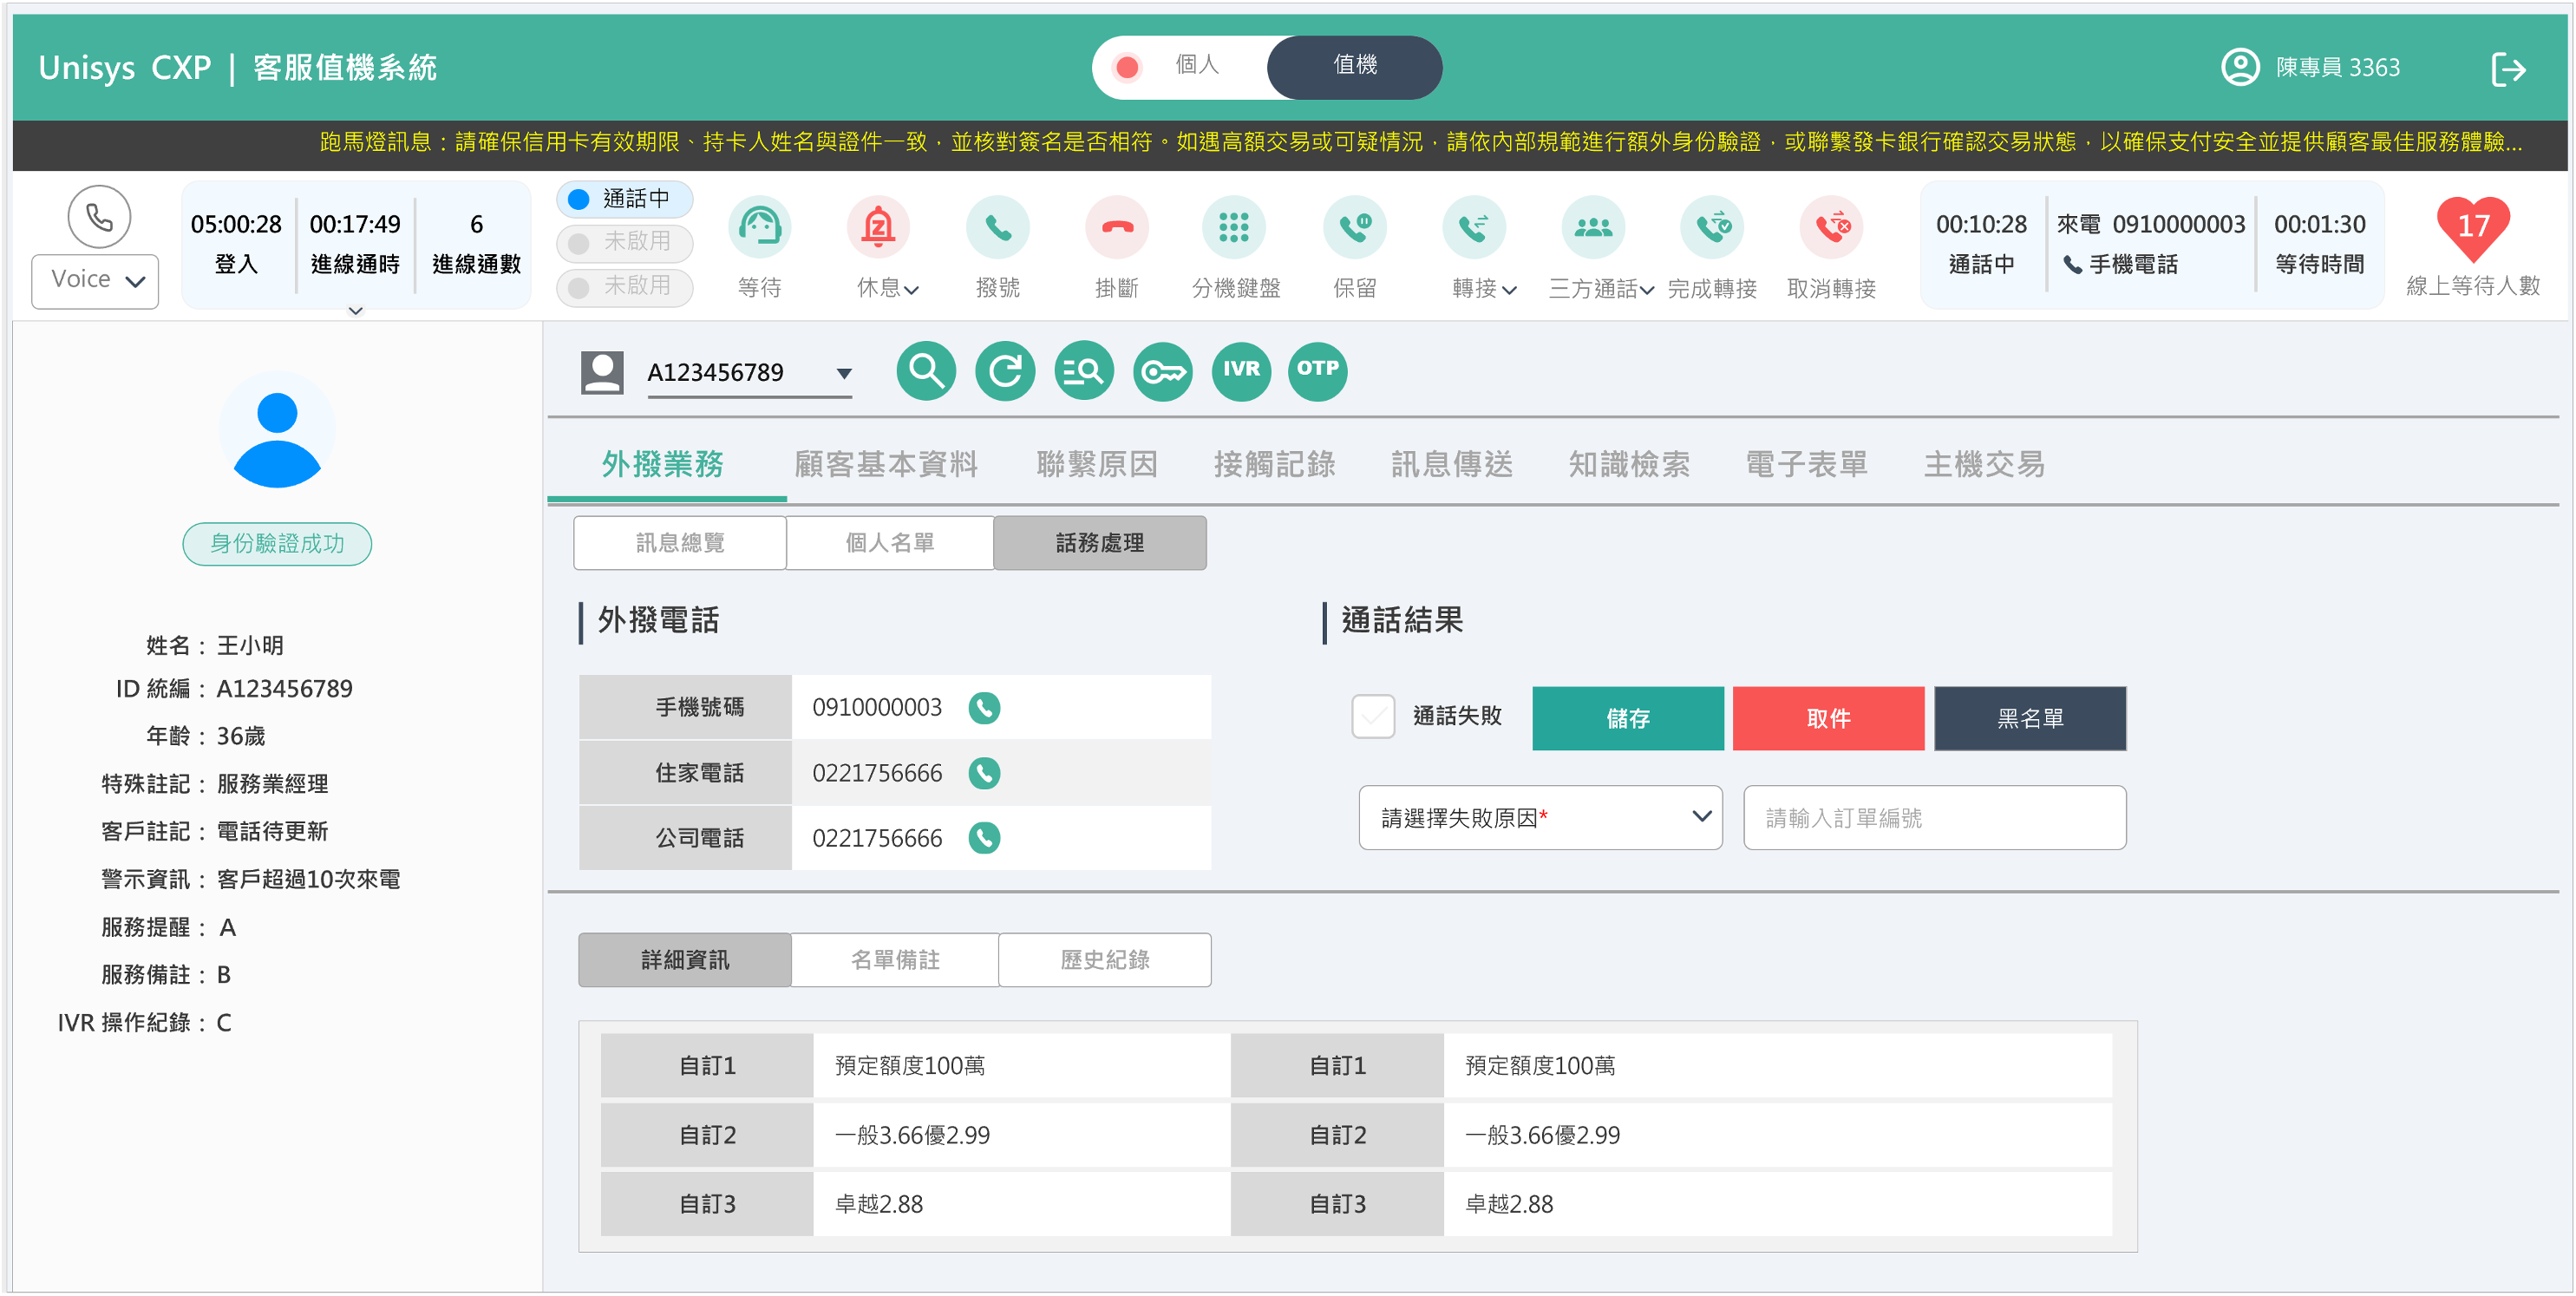 Unisys CXP | 客服值機系統
個人
值機
陳專員 3363
跑馬燈訊息：請確保信用卡有效期限、持卡人姓名與證件一致，並核對簽名是否相符。如遇高額交易或可疑情況，請依內部規範進行額外身份驗證，或聯繫發卡銀行確認交易狀態，以確保支付安全並提供顧客最佳服務體驗...
Voice
05:00:28
登入
00:17:49
進線通時
6
進線通數
通話中
未啟用
未啟用
等待
休息
撥號
掛斷
分機鍵盤
保留
轉接
三方通話
完成轉接
取消轉接
00:10:28
通話中
來電 0910000003
手機電話
00:01:30
等待時間
17
線上等待人數
身份驗證成功
姓名： 王小明
ID 統編： A123456789
年齡： 36歲
特殊註記： 服務業經理
客戶註記： 電話待更新
警示資訊： 客戶超過10次來電
服務提醒： A
服務備註： B
IVR 操作紀錄： C
A123456789
IVR
OTP
外撥業務
顧客基本資料
聯繫原因
接觸記錄
訊息傳送
知識檢索
電子表單
主機交易
訊息總覽
個人名單
話務處理
外撥電話
手機號碼 0910000003
住家電話 0221756666
公司電話 0221756666
通話結果
通話失敗
儲存
取件
黑名單
請選擇失敗原因*
請輸入訂單編號
詳細資訊
名單備註
歷史紀錄
自訂1 預定額度100萬 自訂1 預定額度100萬
自訂2 一般3.66優2.99 自訂2 一般3.66優2.99
自訂3 卓越2.88 自訂3 卓越2.88